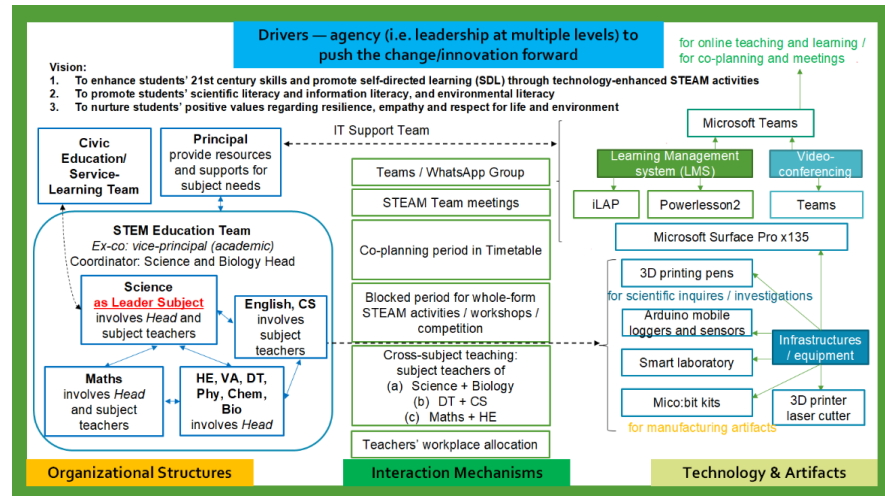 Drivers — agency (i.e. leadership at multiple levels) to
push the change/innovation forward
for online teaching and learning /
for co-planning and meetings
Vision:
1. To enhance students' 21st century skills and promote self-directed learning (SDL) through technology-enhanced STEAM activities
2. To promote students' scientific literacy and information literacy, and environmental literacy
3. To nurture students' positive values regarding resilience, empathy and respect for life and environment
Civic
Education/
Service-
Learning Team
Principal
provide resources
and supports for
subject needs
IT Support Team
STEM Education Team
Ex-co: vice-principal (academic)
Coordinator: Science and Biology Head
Science
as Leader Subject
involves Head and
subject teachers
English, CS
involves
subject
teachers
Maths
involves Head
and subject
teachers
HE, VA, DT,
Phy, Chem,
Bio
involves Head
Teams / WhatsApp Group
STEAM Team meetings
Co-planning period in Timetable
Blocked period for whole-form
STEAM activities / workshops /
competition
Cross-subject teaching:
subject teachers of
(a) Science + Biology
(b) DT + CS
(c) Maths + HE
Teachers' workplace allocation
Microsoft Teams
Learning Management
system (LMS)
Video-
conferencing
iLAP
Powerlesson2
Teams
Microsoft Surface Pro x135
3D printing pens
for scientific inquires / investigations
Arduino mobile
loggers and sensors
Smart laboratory
Mico:bit kits
for manufacturing artifacts
Infrastructures
/ equipment
3D printer
laser cutter
Organizational Structures
Interaction Mechanisms
Technology & Artifacts